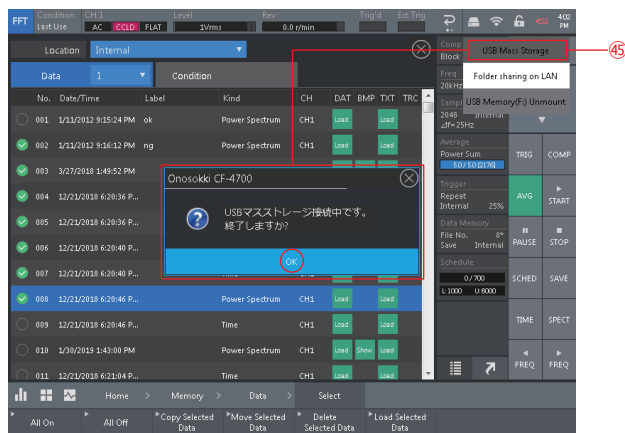 FFT Condition CH 1 Level Rev Trig'd Ext Trig 402
Last Use AC CCLD FLAT 1Vrms 0.0 r/min PM
Location Internal
Data 1 Condition
No. Date/Time Label Kind CH DAT BMP TXT TRC
001 1/11/2012 9:15:24 PM ok Power Spectrum CH1 Load Load
002 1/11/2012 9:16:12 PM ng Power Spectrum CH1 Load Load
003 3/27/2018 1:49:52 PM
004 12/21/2018 6:20:36 P...
005 12/21/2018 6:20:36 P...
006 12/21/2018 6:20:40 P...
007 12/21/2018 6:20:40 P... Time CH1 Load Load
008 12/21/2018 6:20:46 P... Power Spectrum CH1 Load Load
009 12/21/2018 6:20:46 P... Time CH1 Load Load
010 1/30/2019 1:43:00 PM Power Spectrum CH1 Load Show Load
011 12/21/2018 6:21:04 P... Time CH1 Load Load
Onosokki CF-4700
USBマスストレージ接続中です。
終了しますか?
OK
USB Mass Storage
Folder sharing on LAN
USB Memory(F:) Unmount
45
Comp
Block
Freq
20kHz
Sampl
2048 Internal
⊿f=25Hz
Average
Power Sum
50 / 50 [2176]
Trigger
Repeat
Internal 25%
Data Memory
File No. 8*
Save Internal
Schedule
0 / 700
L: 1000 U: 8000
TRIG COMP
AVG START
PAUSE STOP
SCHED SAVE
TIME SPECT
FREQ FREQ
Home > Memory > Data > Select
All On All Off Copy Selected Data Move Selected Data Delete Selected Data Load Selected Data